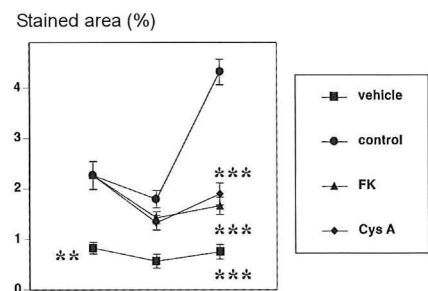 Stained area (%)
4
3
2
1
0
***
***
**
***
vehicle
control
FK
Cys A